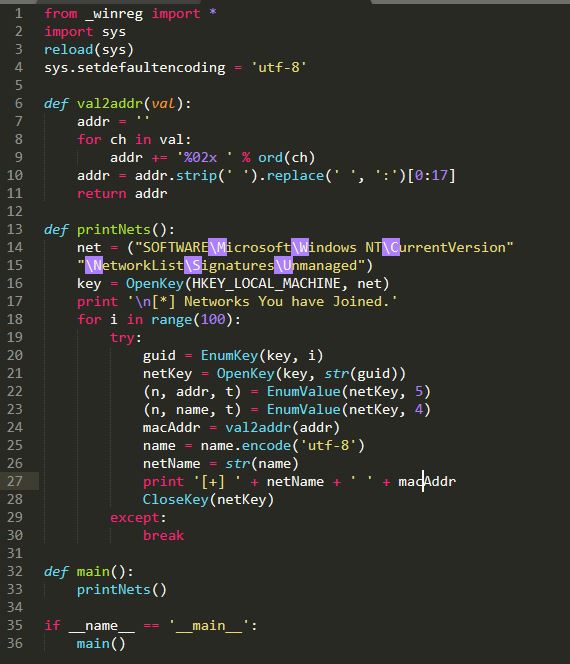 1 from _winreg import *
2 import sys
3 reload(sys)
4 sys.setdefaultencoding = 'utf-8'
5
6 def val2addr(val):
7     addr = ''
8     for ch in val:
9         addr += '%02x ' % ord(ch)
10     addr = addr.strip(' ').replace(' ', ':')[0:17]
11     return addr
12
13 def printNets():
14     net = ("SOFTWARE\Microsoft\Windows NT\CurrentVersion"
15     "\NetworkList\Signatures\Unmanaged")
16     key = OpenKey(HKEY_LOCAL_MACHINE, net)
17     print '\n[*] Networks You have Joined.'
18     for i in range(100):
19         try:
20             guid = EnumKey(key, i)
21             netKey = OpenKey(key, str(guid))
22             (n, addr, t) = EnumValue(netKey, 5)
23             (n, name, t) = EnumValue(netKey, 4)
24             macAddr = val2addr(addr)
25             name = name.encode('utf-8')
26             netName = str(name)
27             print '[+] ' + netName + ' ' + macAddr
28             CloseKey(netKey)
29         except:
30             break
31
32 def main():
33     printNets()
34
35 if __name__ == '__main__':
36     main()